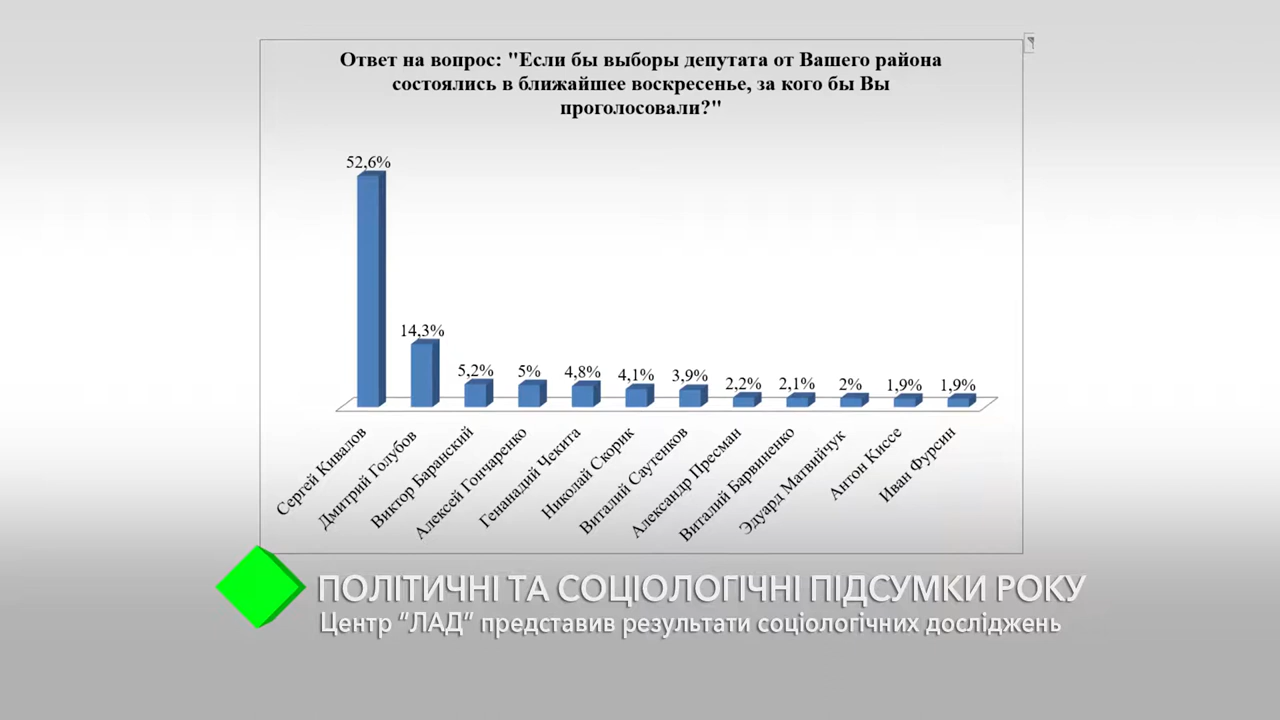 Ответ на вопрос: "Если бы выборы депутата от Вашего района
состоялись в ближайшее воскресенье, за кого бы Вы
проголосовали?"
52,6%
14,3%
5,2%
5%
4,8%
4,1%
3,9%
2,2%
2,1%
2%
1,9%
1,9%
Сергей Кивалов
Дмитрий Голубов
Виктор Баранский
Алексей Гончаренко
Генанадий Чекита
Николай Скорик
Виталий Саутенков
Александр Пресман
Виталий Барвиненко
Эдуард Матвийчук
Антон Киссе
Иван Фурсин
ПОЛІТИЧНІ ТА СОЦІОЛОГІЧНІ ПІДСУМКИ РОКУ
Центр “ЛАД” представив результати соціологічних досліджень